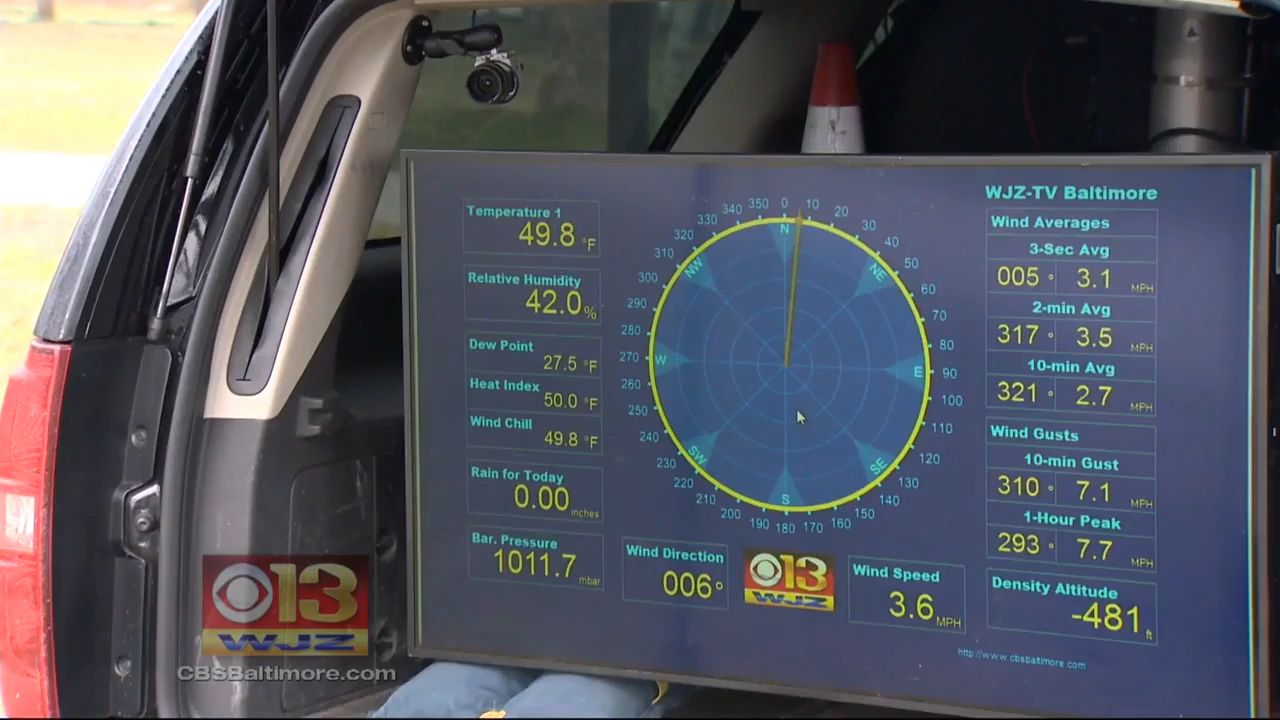 Temperature 1
49.8 °F
Relative Humidity
42.0 %
Dew Point
27.5 °F
Heat Index
50.0 °F
Wind Chill
49.8 °F
Rain for Today
0.00 inches
Bar. Pressure
1011.7 mbar
0
10
20
30
40
50
60
70
80
90
100
110
120
130
140
150
160
170
180
190
200
210
220
230
240
250
260
270
280
290
300
310
320
330
340
350
N
NE
E
SE
S
SW
W
NW
Wind Direction
006°
13
WJZ
Wind Speed
3.6 MPH
WJZ-TV Baltimore
Wind Averages
3-Sec Avg
005 ° 3.1 MPH
2-min Avg
317 ° 3.5 MPH
10-min Avg
321 ° 2.7 MPH
Wind Gusts
10-min Gust
310 ° 7.1 MPH
1-Hour Peak
293 ° 7.7 MPH
Density Altitude
-481 ft
http://www.cbsbaltimore.com
13
WJZ
CBSBaltimore.com